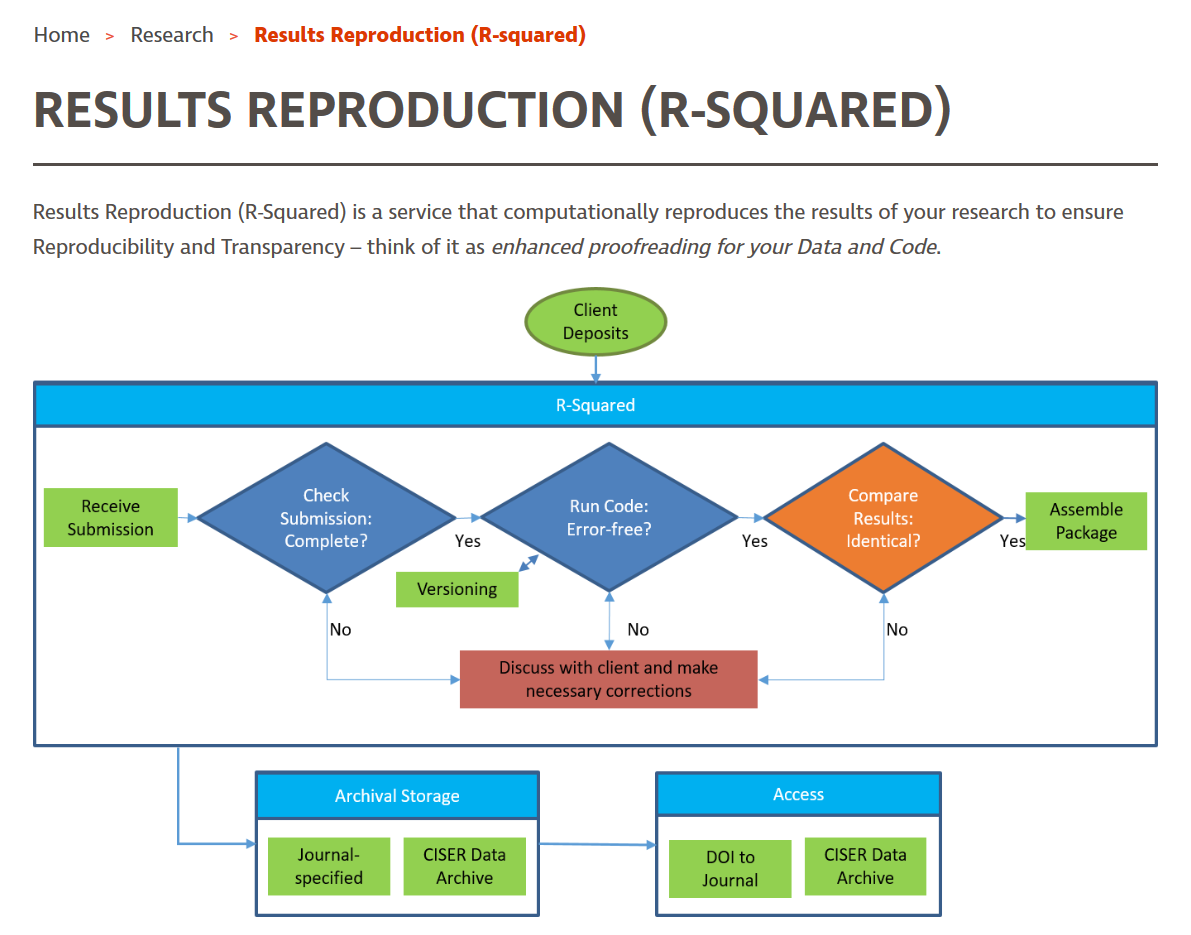 Home > Research > Results Reproduction (R-squared)
RESULTS REPRODUCTION (R-SQUARED)
Results Reproduction (R-Squared) is a service that computationally reproduces the results of your research to ensure
Reproducibility and Transparency – think of it as enhanced proofreading for your Data and Code.
Client
Deposits
R-Squared
Receive
Submission
Check
Submission:
Complete?
Yes
Run Code:
Error-free?
Yes
Compare
Results:
Identical?
Yes
Assemble
Package
Versioning
No
No
No
Discuss with client and make
necessary corrections
Archival Storage
Journal-
specified
CISER Data
Archive
Access
DOI to
Journal
CISER Data
Archive